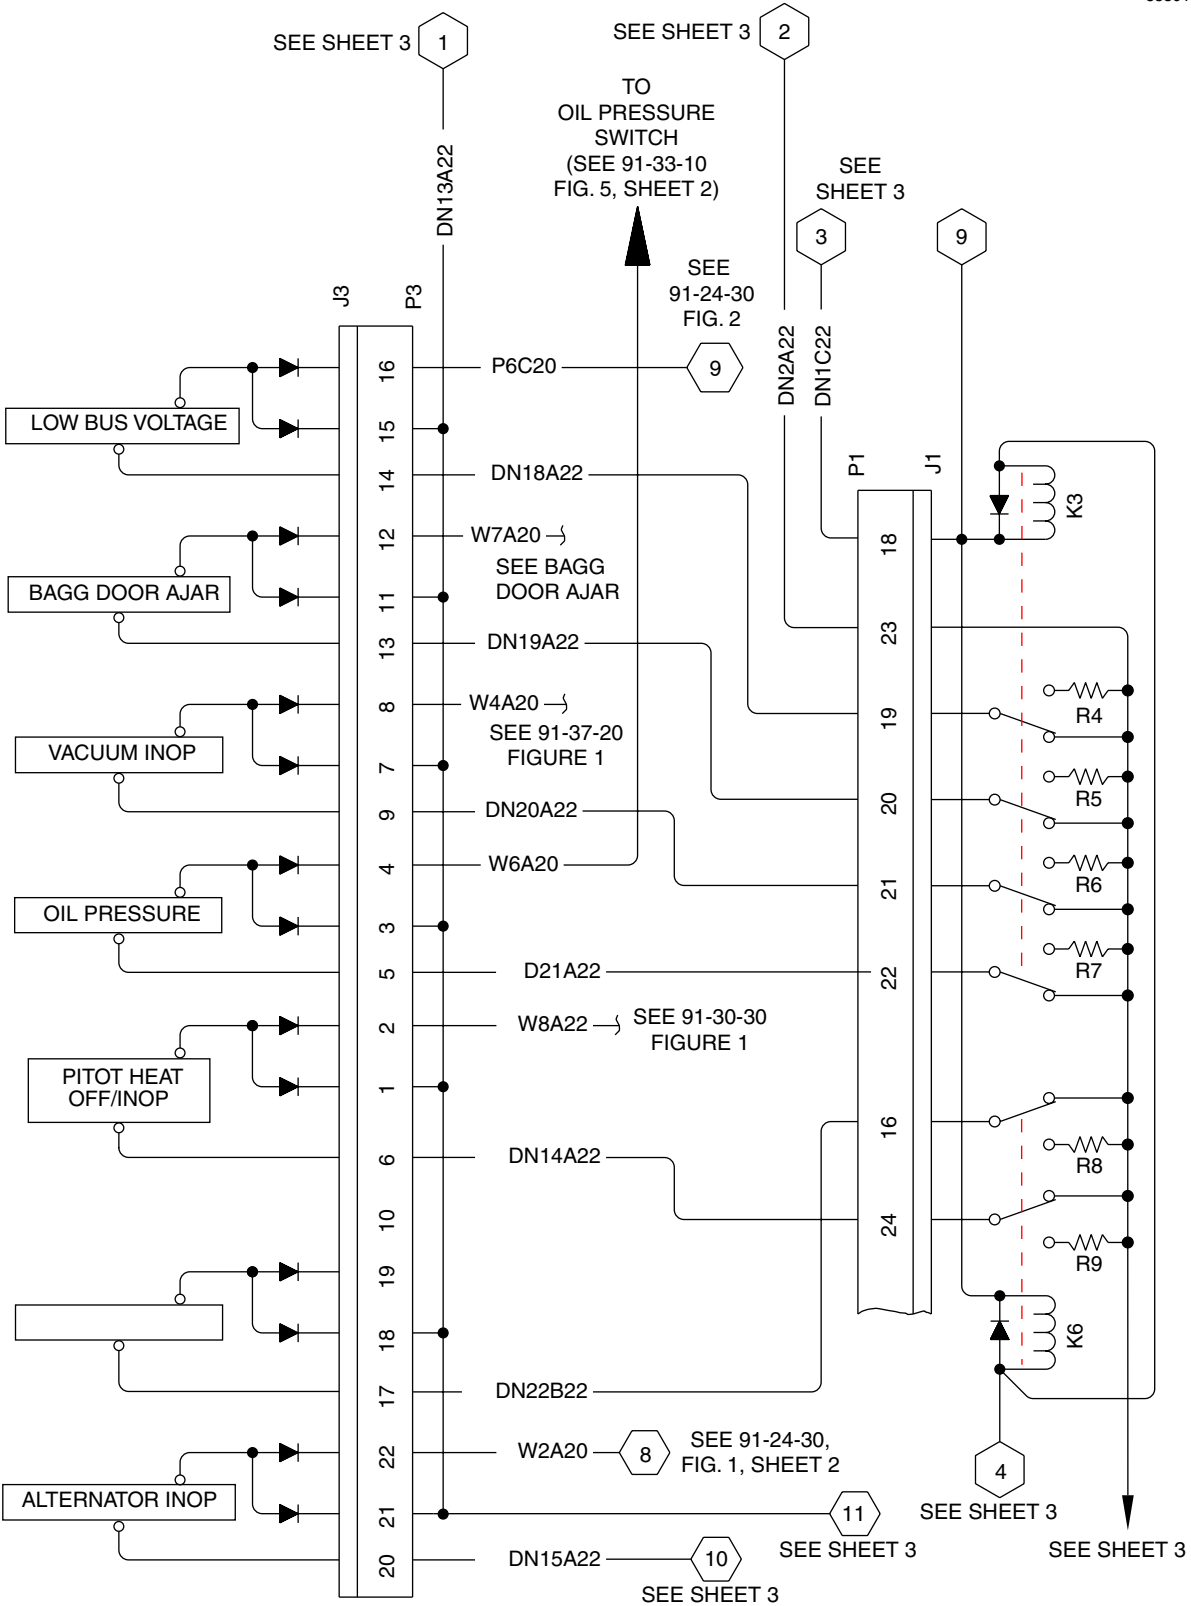 SEE SHEET 3
1
SEE SHEET 3
2
TO
OIL PRESSURE
SWITCH
(SEE 91-33-10
FIG. 5, SHEET 2)
SEE
SHEET 3
3
9
DN13A22
SEE
91-24-30
FIG. 2
9
DN2A22
DN1C22
J3
P3
16
P6C20
LOW BUS VOLTAGE
15
14
DN18A22
P1
J1
K3
12
W7A20
SEE BAGG
DOOR AJAR
BAGG DOOR AJAR
11
13
DN19A22
18
23
8
W4A20
SEE 91-37-20
FIGURE 1
VACUUM INOP
7
9
DN20A22
19
R4
20
R5
4
W6A20
OIL PRESSURE
3
5
D21A22
21
R6
22
R7
2
W8A22
SEE 91-30-30
FIGURE 1
PITOT HEAT
OFF/INOP
1
6
DN14A22
16
R8
10
24
R9
19
18
17
DN22B22
K6
22
W2A20
8
SEE 91-24-30,
FIG. 1, SHEET 2
4
SEE SHEET 3
ALTERNATOR INOP
21
11
SEE SHEET 3
SEE SHEET 3
20
DN15A22
10
SEE SHEET 3